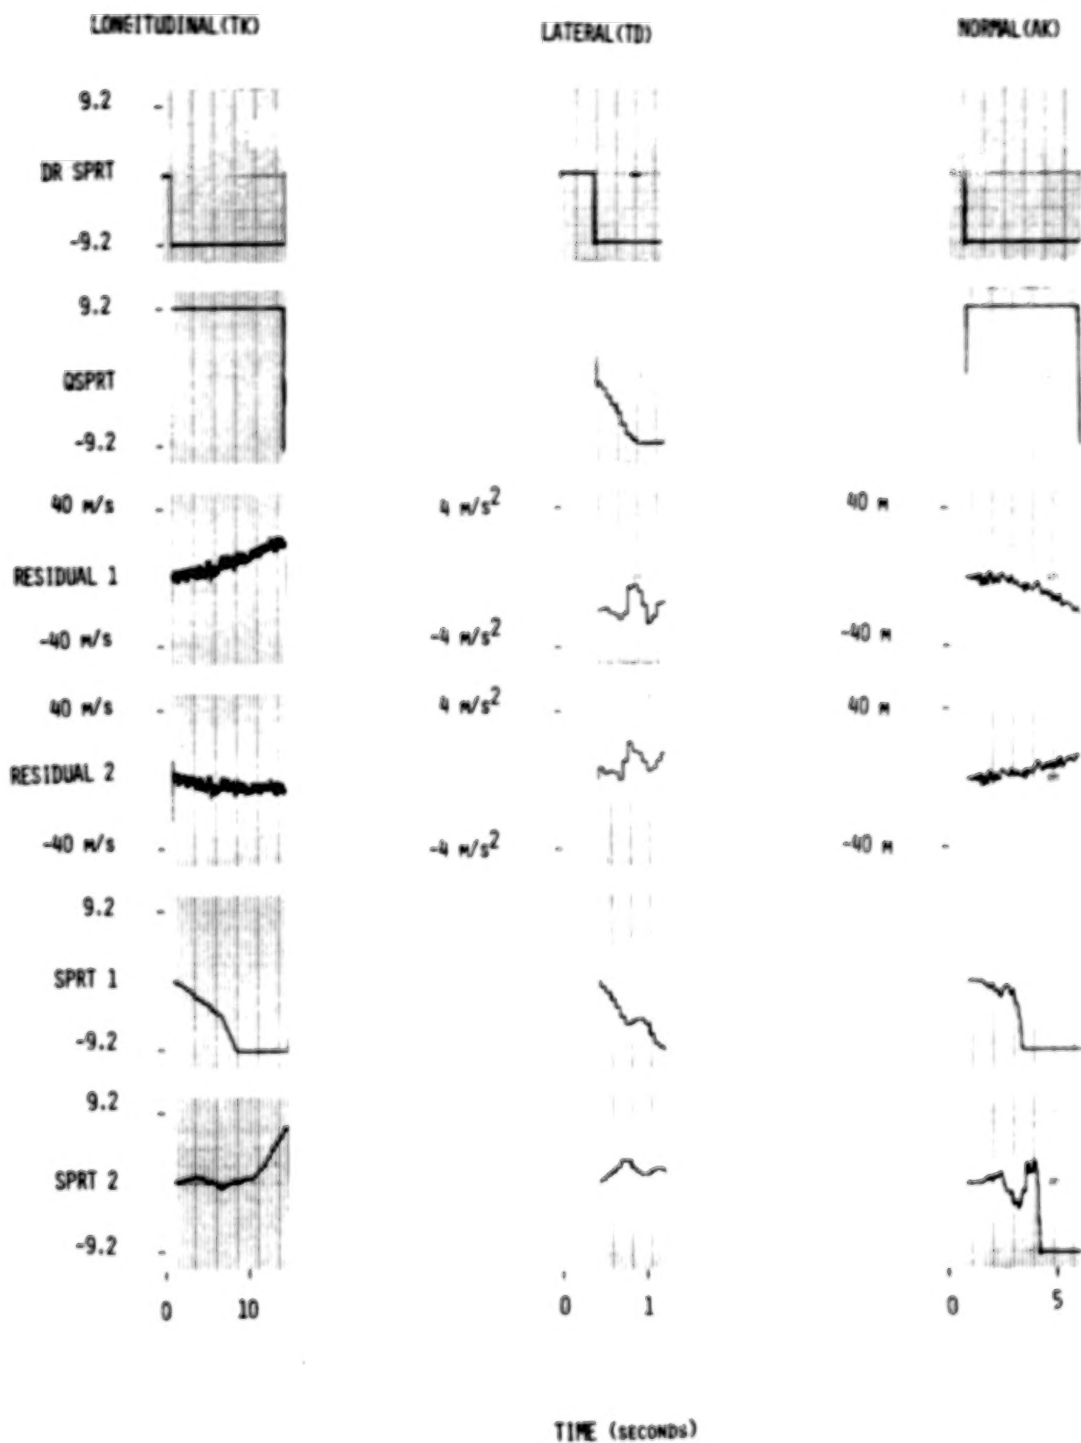 LONGITUDINAL(TK) LATERAL(TD) NORMAL(AK)
9.2
DR SPRT
-9.2
9.2
QSPRT
-9.2
40 M/S 4 M/S² 40 M
RESIDUAL 1
-40 M/S -4 M/S² -40 M
40 M/S 4 M/S² 40 M
RESIDUAL 2
-40 M/S -4 M/S² -40 M
9.2
SPRT 1
-9.2
9.2
SPRT 2
-9.2
0 10 0 1 0 5
TIME (SECONDS)